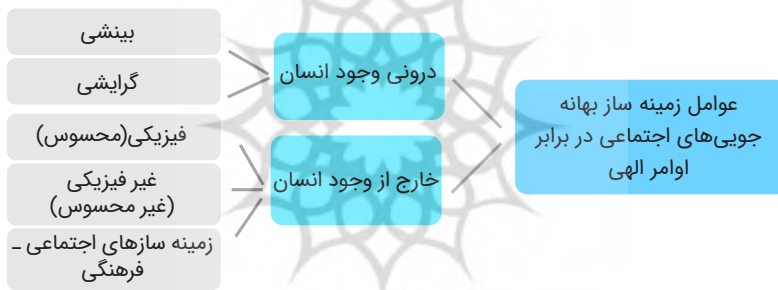 عوامل زمینه ساز بهانه
جویی‌های اجتماعی در برابر
اوامر الهی
درونی وجود انسان
بینشی
گرایشی
خارج از وجود انسان
فیزیکی(محسوس)
غیر فیزیکی
(غیر محسوس)
زمینه سازهای اجتماعی ـ
فرهنگی